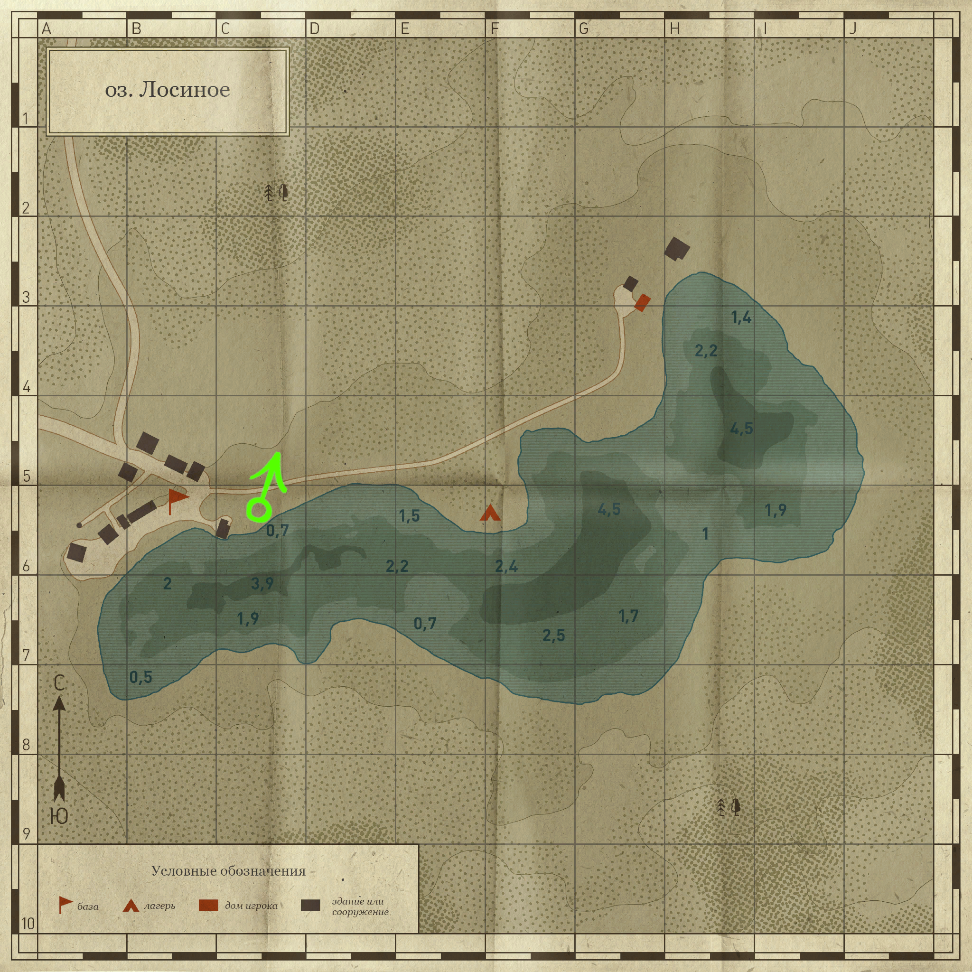 A B C D E F G H I J
оз. Лосиное
1
2
3
1,4
2,2
4
4,5
5
1,5
4,5
1,9
0,7
1
6
2,2
2,4
2
3,9
1,9
0,7
2,5
1,7
7
0,5
С
8
Ю
9
Условные обозначения
база
лагерь
дом игрока
здание или
сооружение
10